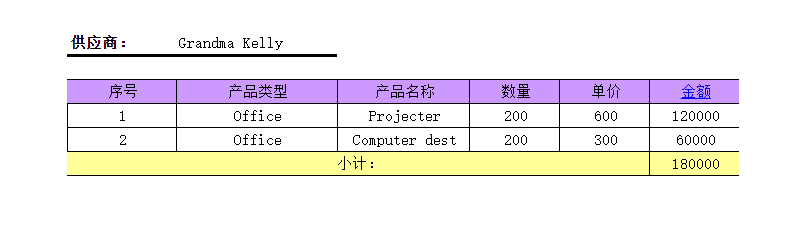 供应商： Grandma Kelly
序号 产品类型 产品名称 数量 单价 金额
1 Office Projecter 200 600 120000
2 Office Computer dest 200 300 60000
小计： 180000